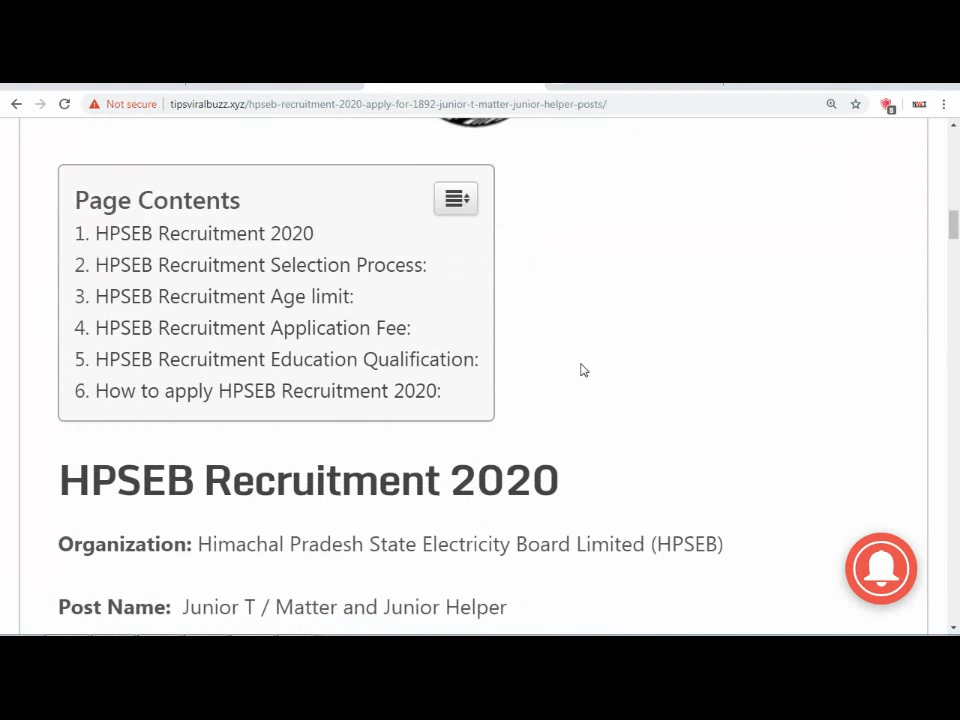 Not secure | tipsviralbuzz.xyz/hpseb-recruitment-2020-apply-for-1892-junior-t-matter-junior-helper-posts/
Page Contents
1. HPSEB Recruitment 2020
2. HPSEB Recruitment Selection Process:
3. HPSEB Recruitment Age limit:
4. HPSEB Recruitment Application Fee:
5. HPSEB Recruitment Education Qualification:
6. How to apply HPSEB Recruitment 2020:
HPSEB Recruitment 2020
Organization: Himachal Pradesh State Electricity Board Limited (HPSEB)
Post Name: Junior T / Matter and Junior Helper